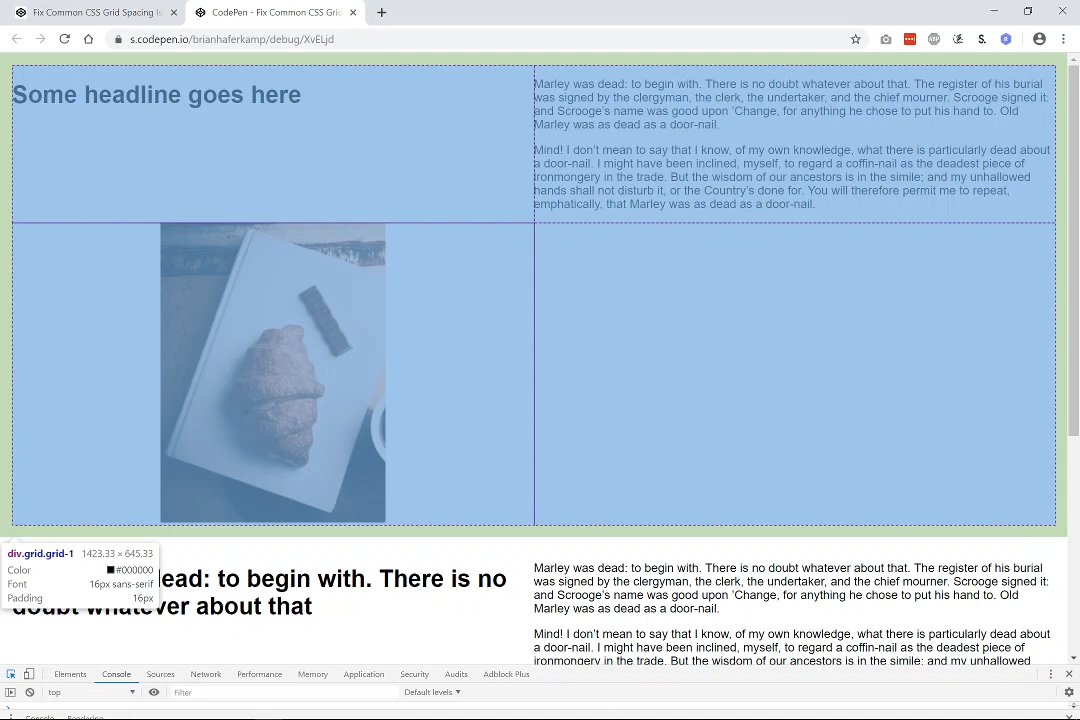 Fix Common CSS Grid Spacing Is
CodePen - Fix Common CSS Gri
s.codepen.io/brianhaferkamp/debug/XvELjd
ABP
S.
Some headline goes here
Marley was dead: to begin with. There is no doubt whatever about that. The register of his burial
was signed by the clergyman, the clerk, the undertaker, and the chief mourner. Scrooge signed it:
and Scrooge's name was good upon 'Change, for anything he chose to put his hand to. Old
Marley was as dead as a door-nail.
Mind! I don't mean to say that I know, of my own knowledge, what there is particularly dead about
a door-nail. I might have been inclined, myself, to regard a coffin-nail as the deadest piece of
ironmongery in the trade. But the wisdom of our ancestors is in the simile; and my unhallowed
hands shall not disturb it, or the Country's done for. You will therefore permit me to repeat,
emphatically, that Marley was as dead as a door-nail.
div.grid.grid-1 1423.33 × 645.33
Color #000000
Font 16px sans-serif
Padding 16px
dead: to begin with. There is no
doubt whatever about that
Marley was dead: to begin with. There is no doubt whatever about that. The register of his burial
was signed by the clergyman, the clerk, the undertaker, and the chief mourner. Scrooge signed it:
and Scrooge's name was good upon 'Change, for anything he chose to put his hand to. Old
Marley was as dead as a door-nail.
Mind! I don't mean to say that I know, of my own knowledge, what there is particularly dead about
a door-nail. I might have been inclined, myself, to regard a coffin-nail as the deadest piece of
ironmongery in the trade. But the wisdom of our ancestors is in the simile; and my unhallowed
Elements Console Sources Network Performance Memory Application Security Audits Adblock Plus
top Filter Default levels
Console Rendering